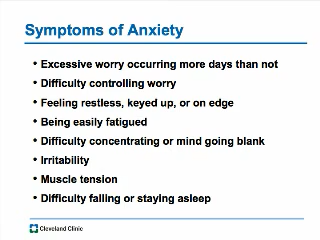 Symptoms of Anxiety
• Excessive worry occurring more days than not
• Difficulty controlling worry
• Feeling restless, keyed up, or on edge
• Being easily fatigued
• Difficulty concentrating or mind going blank
• Irritability
• Muscle tension
• Difficulty falling or staying asleep
Cleveland Clinic